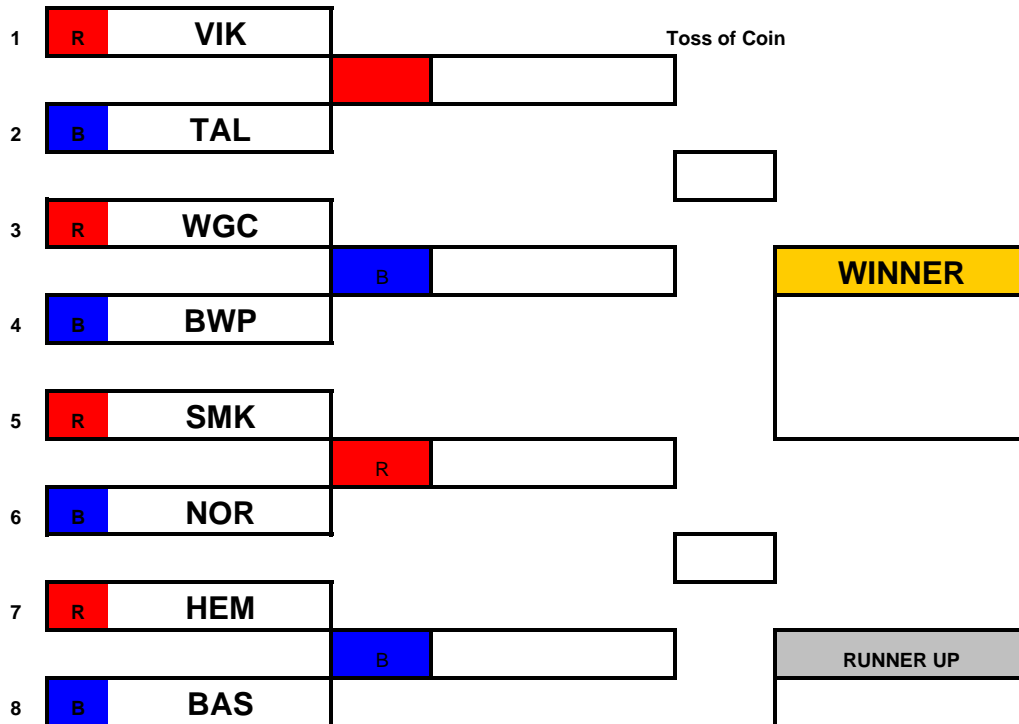 1 R VIK Toss of Coin
2 B TAL
3 R WGC
B WINNER
4 B BWP
5 R SMK
R
6 B NOR
7 R HEM
B RUNNER UP
8 B BAS